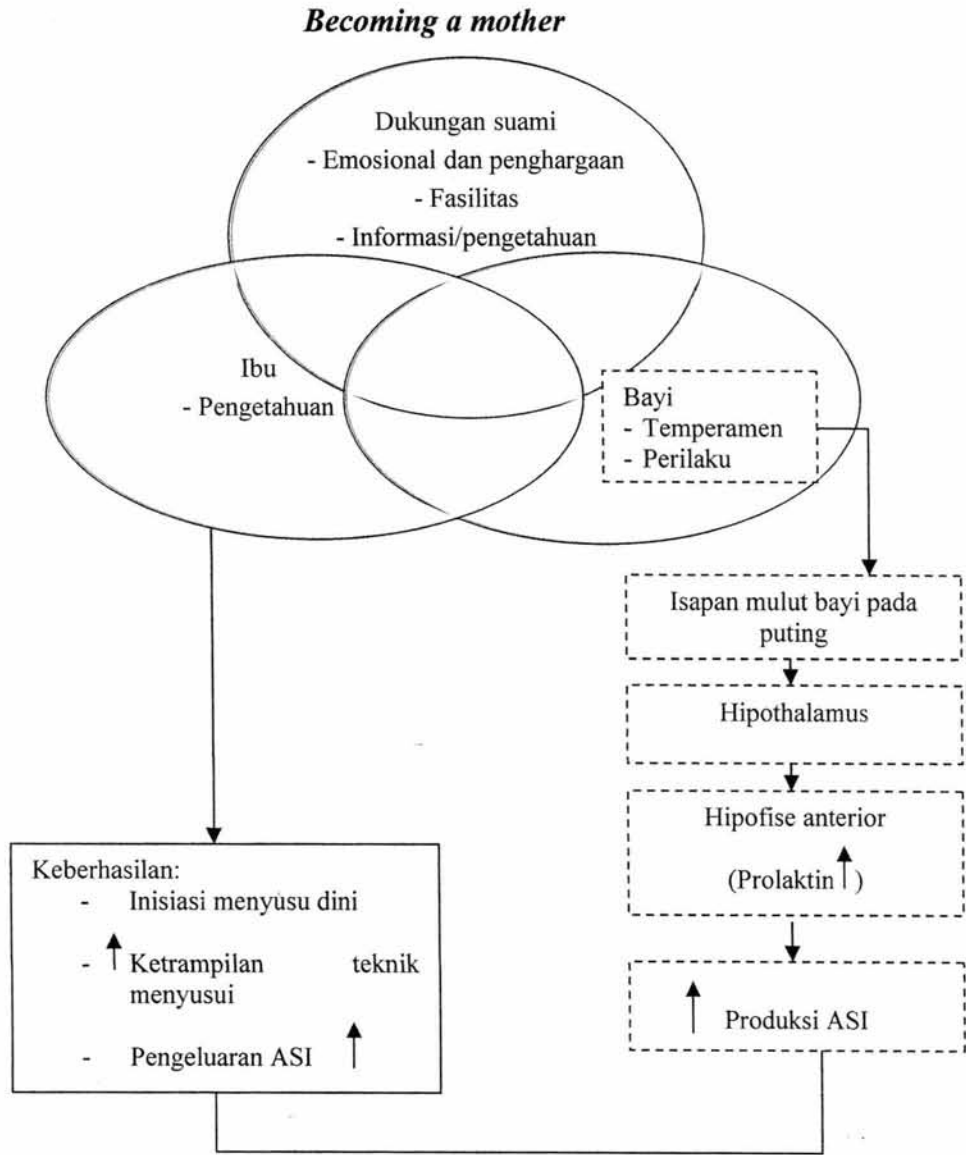 Becoming a mother
Dukungan suami
- Emosional dan penghargaan
- Fasilitas
- Informasi/pengetahuan
Ibu
- Pengetahuan
Bayi
- Temperamen
- Perilaku
Isapan mulut bayi pada
puting
Hipothalamus
Hipofise anterior
(Prolaktin↑)
↑ Produksi ASI
Keberhasilan:
- Inisiasi menyusu dini
- ↑ Ketrampilan teknik
menyusui
- Pengeluaran ASI ↑